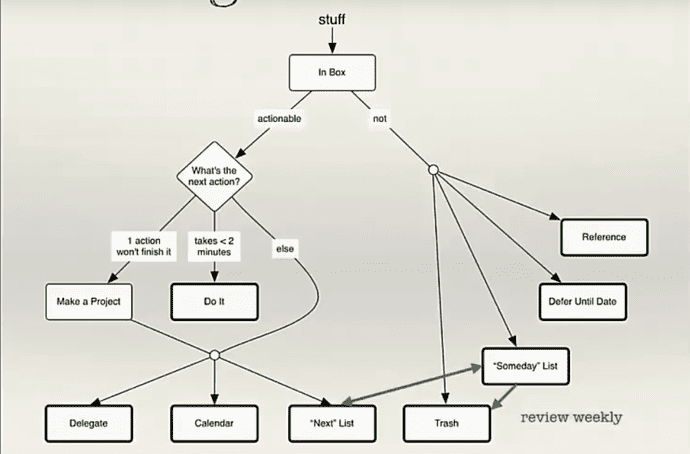 stuff
In Box
actionable
not
What's the
next action?
1 action
won't finish it
takes < 2
minutes
else
Reference
Make a Project
Do It
Defer Until Date
"Someday" List
Delegate
Calendar
"Next" List
Trash
review weekly